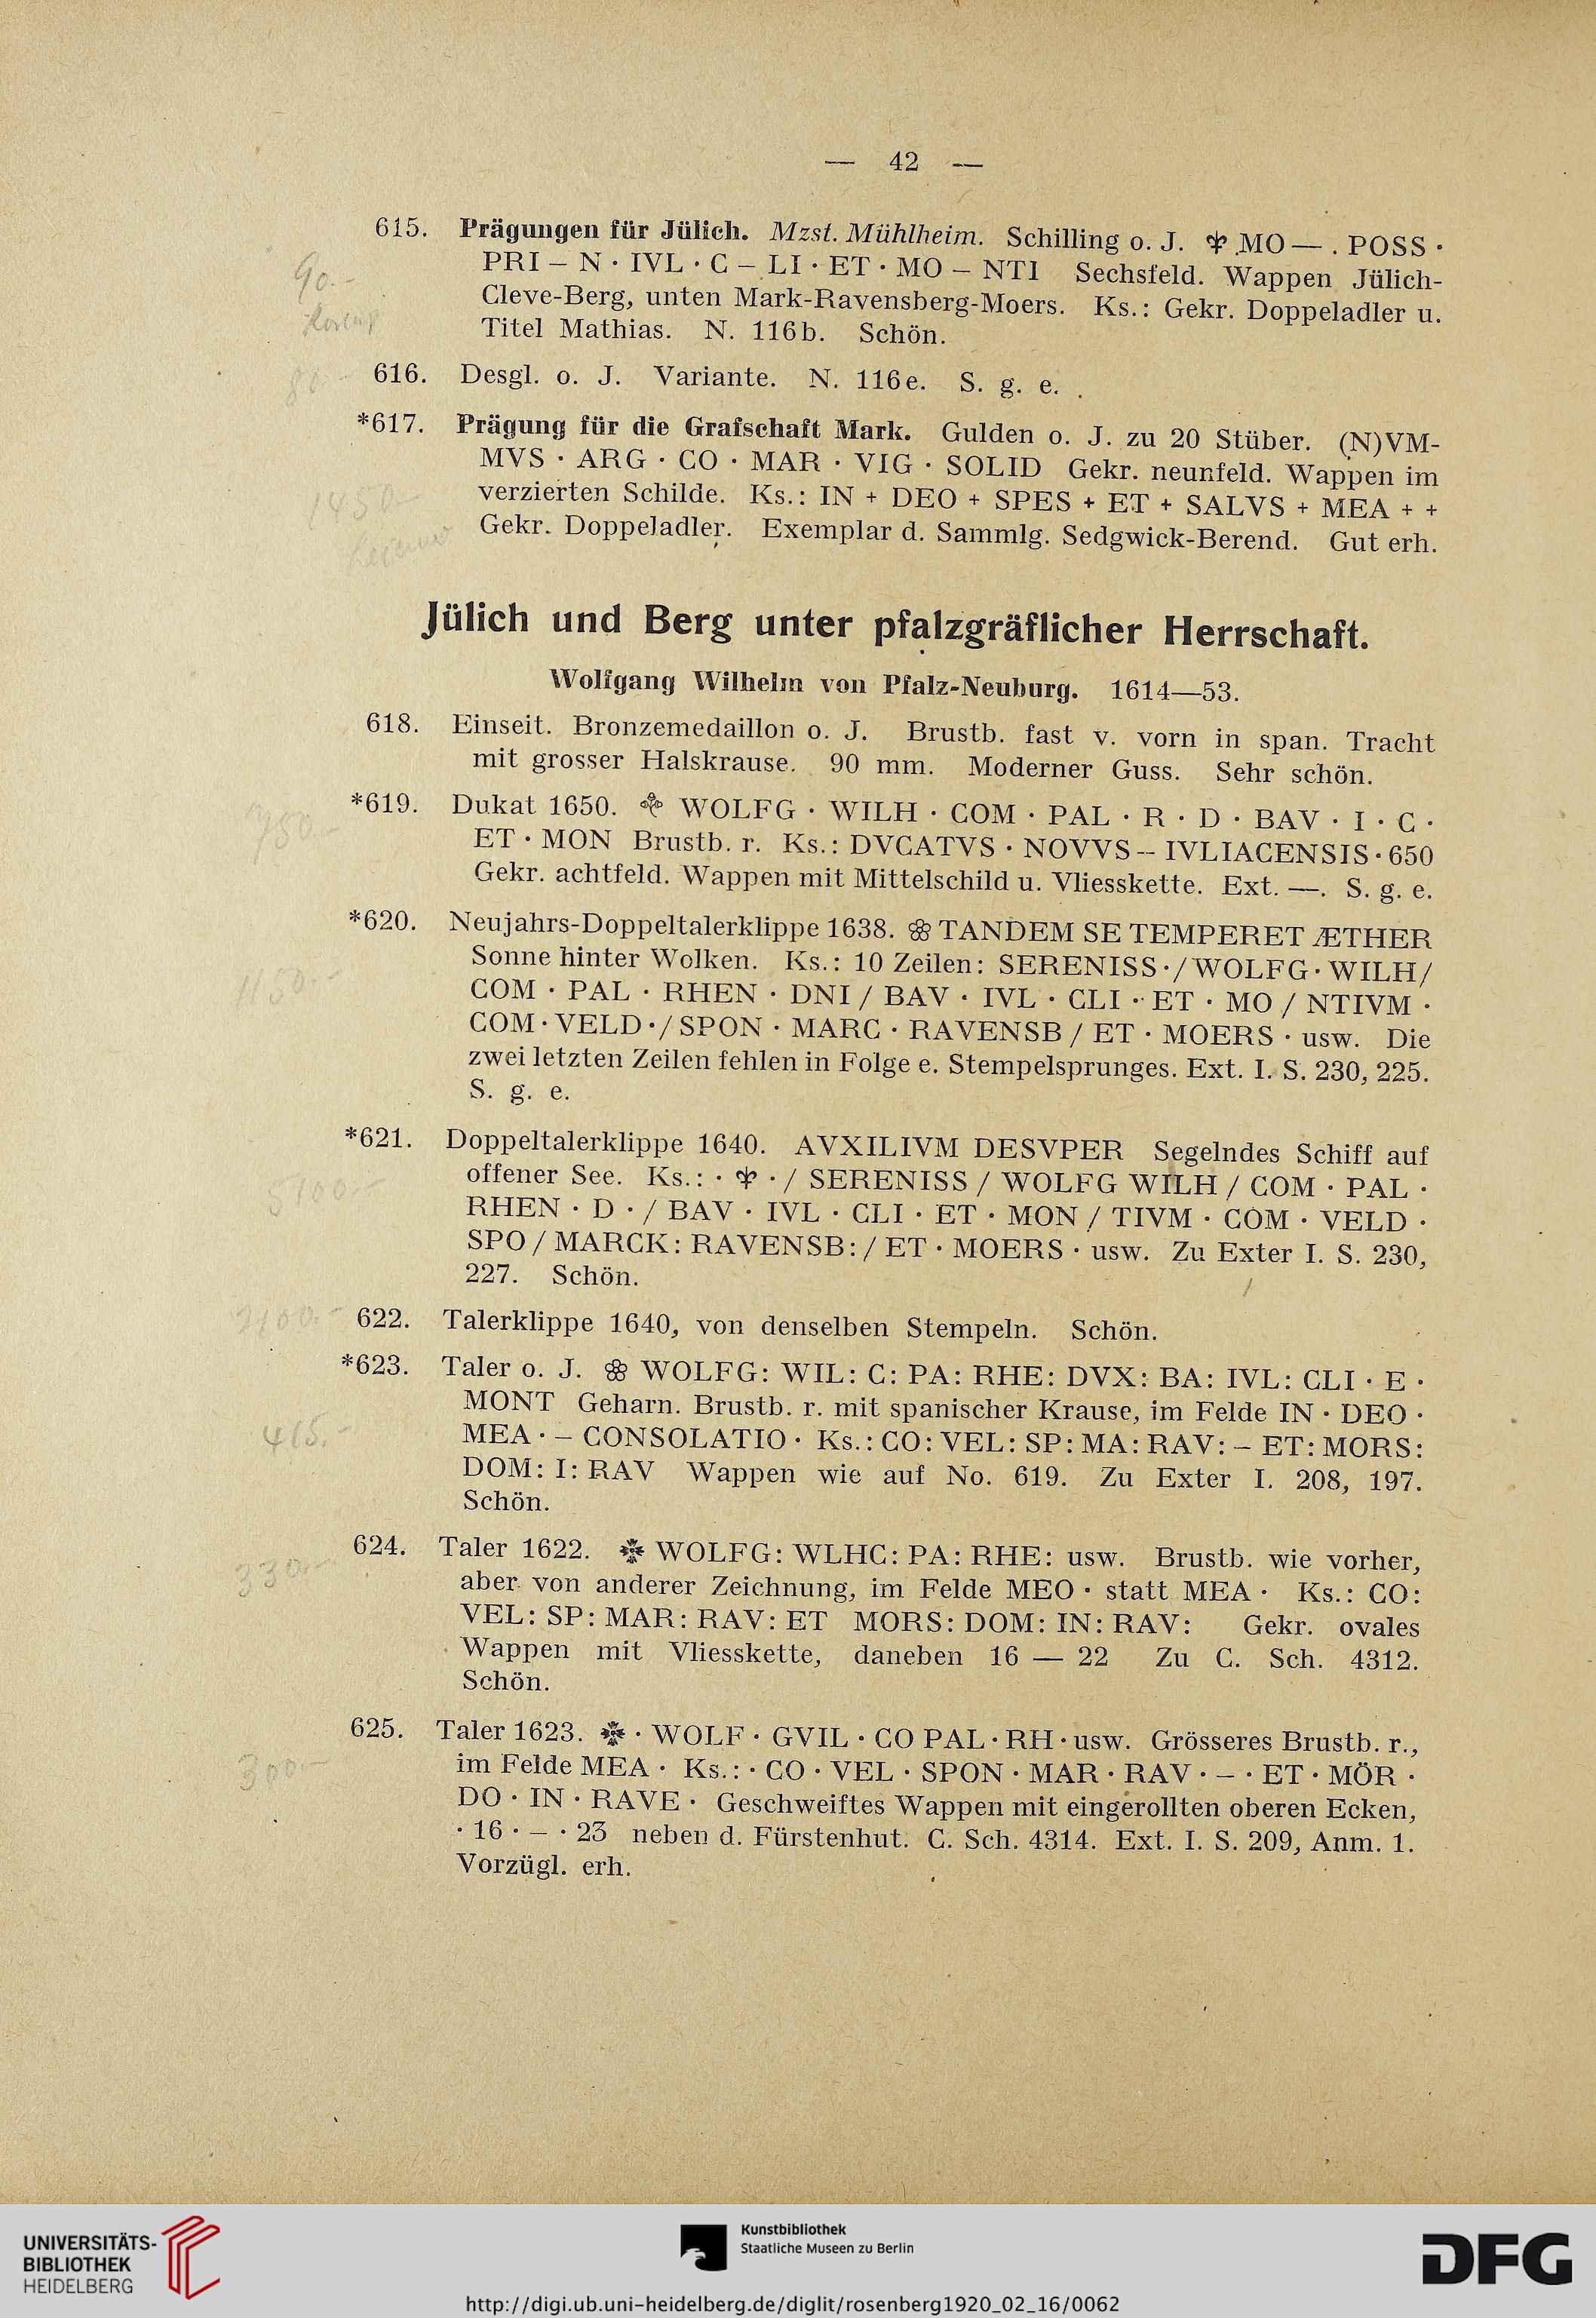 — 42 —
615. Prägungen für Jülich. Mzst. Mühlheim. Schilling o. J. ⚜ MO — . POSS ·
PRI – N · IVL · C – LI · ET · MO – NTI Sechsfeld. Wappen Jülich-
Cleve-Berg, unten Mark-Ravensberg-Moers. Ks.: Gekr. Doppeladler u.
Titel Mathias. N. 116b. Schön.
90.-
616. Desgl. o. J. Variante. N. 116e. S. g. e.
80.-
*617. Prägung für die Grafschaft Mark. Gulden o. J. zu 20 Stüber. (N)VM-
MVS · ARG · CO · MAR · VIG · SOLID Gekr. neunfeld. Wappen im
verzierten Schilde. Ks.: IN + DEO + SPES + ET + SALVS + MEA + +
Gekr. Doppeladler. Exemplar d. Sammlg. Sedgwick-Berend. Gut erh.
1450.-
Jülich und Berg unter pfalzgräflicher Herrschaft.
Wolfgang Wilhelm von Pfalz-Neuburg. 1614—53.
618. Einseit. Bronzemedaillon o. J. Brustb. fast v. vorn in span. Tracht
mit grosser Halskrause. 90 mm. Moderner Guss. Sehr schön.
*619. Dukat 1650. ⚘ WOLFG · WILH · COM · PAL · R · D · BAV · I · C ·
ET · MON Brustb. r. Ks.: DVCATVS · NOVVS – IVLIACENSIS · 650
Gekr. achtfeld. Wappen mit Mittelschild u. Vliesskette. Ext. —. S. g. e.
750.-
*620. Neujahrs-Doppeltalerklippe 1638. ❀ TANDEM SE TEMPERET ÆTHER
Sonne hinter Wolken. Ks.: 10 Zeilen: SERENISS · / WOLFG · WILH /
COM · PAL · RHEN · DNI / BAV · IVL · CLI · ET · MO / NTIVM ·
COM · VELD · / SPON · MARC · RAVENSB / ET · MOERS · usw. Die
zwei letzten Zeilen fehlen in Folge e. Stempelsprunges. Ext. I. S. 230, 225.
S. g. e.
1150.-
*621. Doppeltalerklippe 1640. AVXILIVM DESVPER Segelndes Schiff auf
offener See. Ks.: · ⚜ · / SERENISS / WOLFG WILH / COM · PAL ·
RHEN · D · / BAV · IVL · CLI · ET · MON / TIVM · COM · VELD ·
SPO / MARCK: RAVENSB: / ET · MOERS · usw. Zu Exter I. S. 230,
227. Schön.
5100-
622. Talerklippe 1640, von denselben Stempeln. Schön.
2100.-
*623. Taler o. J. ❀ WOLFG: WIL: C: PA: RHE: DVX: BA: IVL: CLI · E ·
MONT Geharn. Brustb. r. mit spanischer Krause, im Felde IN · DEO ·
MEA · – CONSOLATIO · Ks.: CO: VEL: SP: MA: RAV: – ET: MORS:
DOM: I: RAV Wappen wie auf No. 619. Zu Exter I. 208, 197.
Schön.
415.-
624. Taler 1622. ✤ WOLFG: WLHC: PA: RHE: usw. Brustb. wie vorher,
aber von anderer Zeichnung, im Felde MEO · statt MEA · Ks.: CO:
VEL: SP: MAR: RAV: ET MORS: DOM: IN: RAV: Gekr. ovales
Wappen mit Vliesskette, daneben 16 — 22 Zu C. Sch. 4312.
Schön.
330.-
625. Taler 1623. ✤ · WOLF · GVIL · CO PAL · RH · usw. Grösseres Brustb. r.,
im Felde MEA · Ks.: · CO · VEL · SPON · MAR · RAV · – · ET · MÖR ·
DO · IN · RAVE · Geschweiftes Wappen mit eingerollten oberen Ecken,
· 16 · – · 23 neben d. Fürstenhut. C. Sch. 4314. Ext. I. S. 209, Anm. 1.
Vorzügl. erh.
300-
UNIVERSITÄTS-
BIBLIOTHEK
HEIDELBERG
Kunstbibliothek
Staatliche Museen zu Berlin
DFG
http://digi.ub.uni-heidelberg.de/diglit/rosenberg1920_02_16/0062